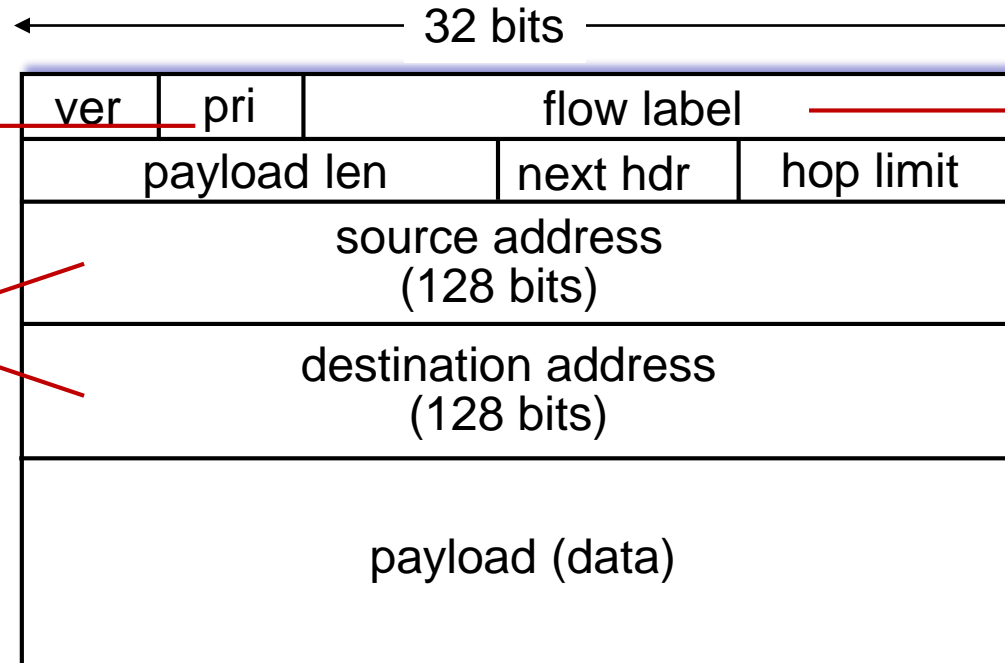 32 bits
ver pri flow label
payload len next hdr hop limit
source address
(128 bits)
destination address
(128 bits)
payload (data)